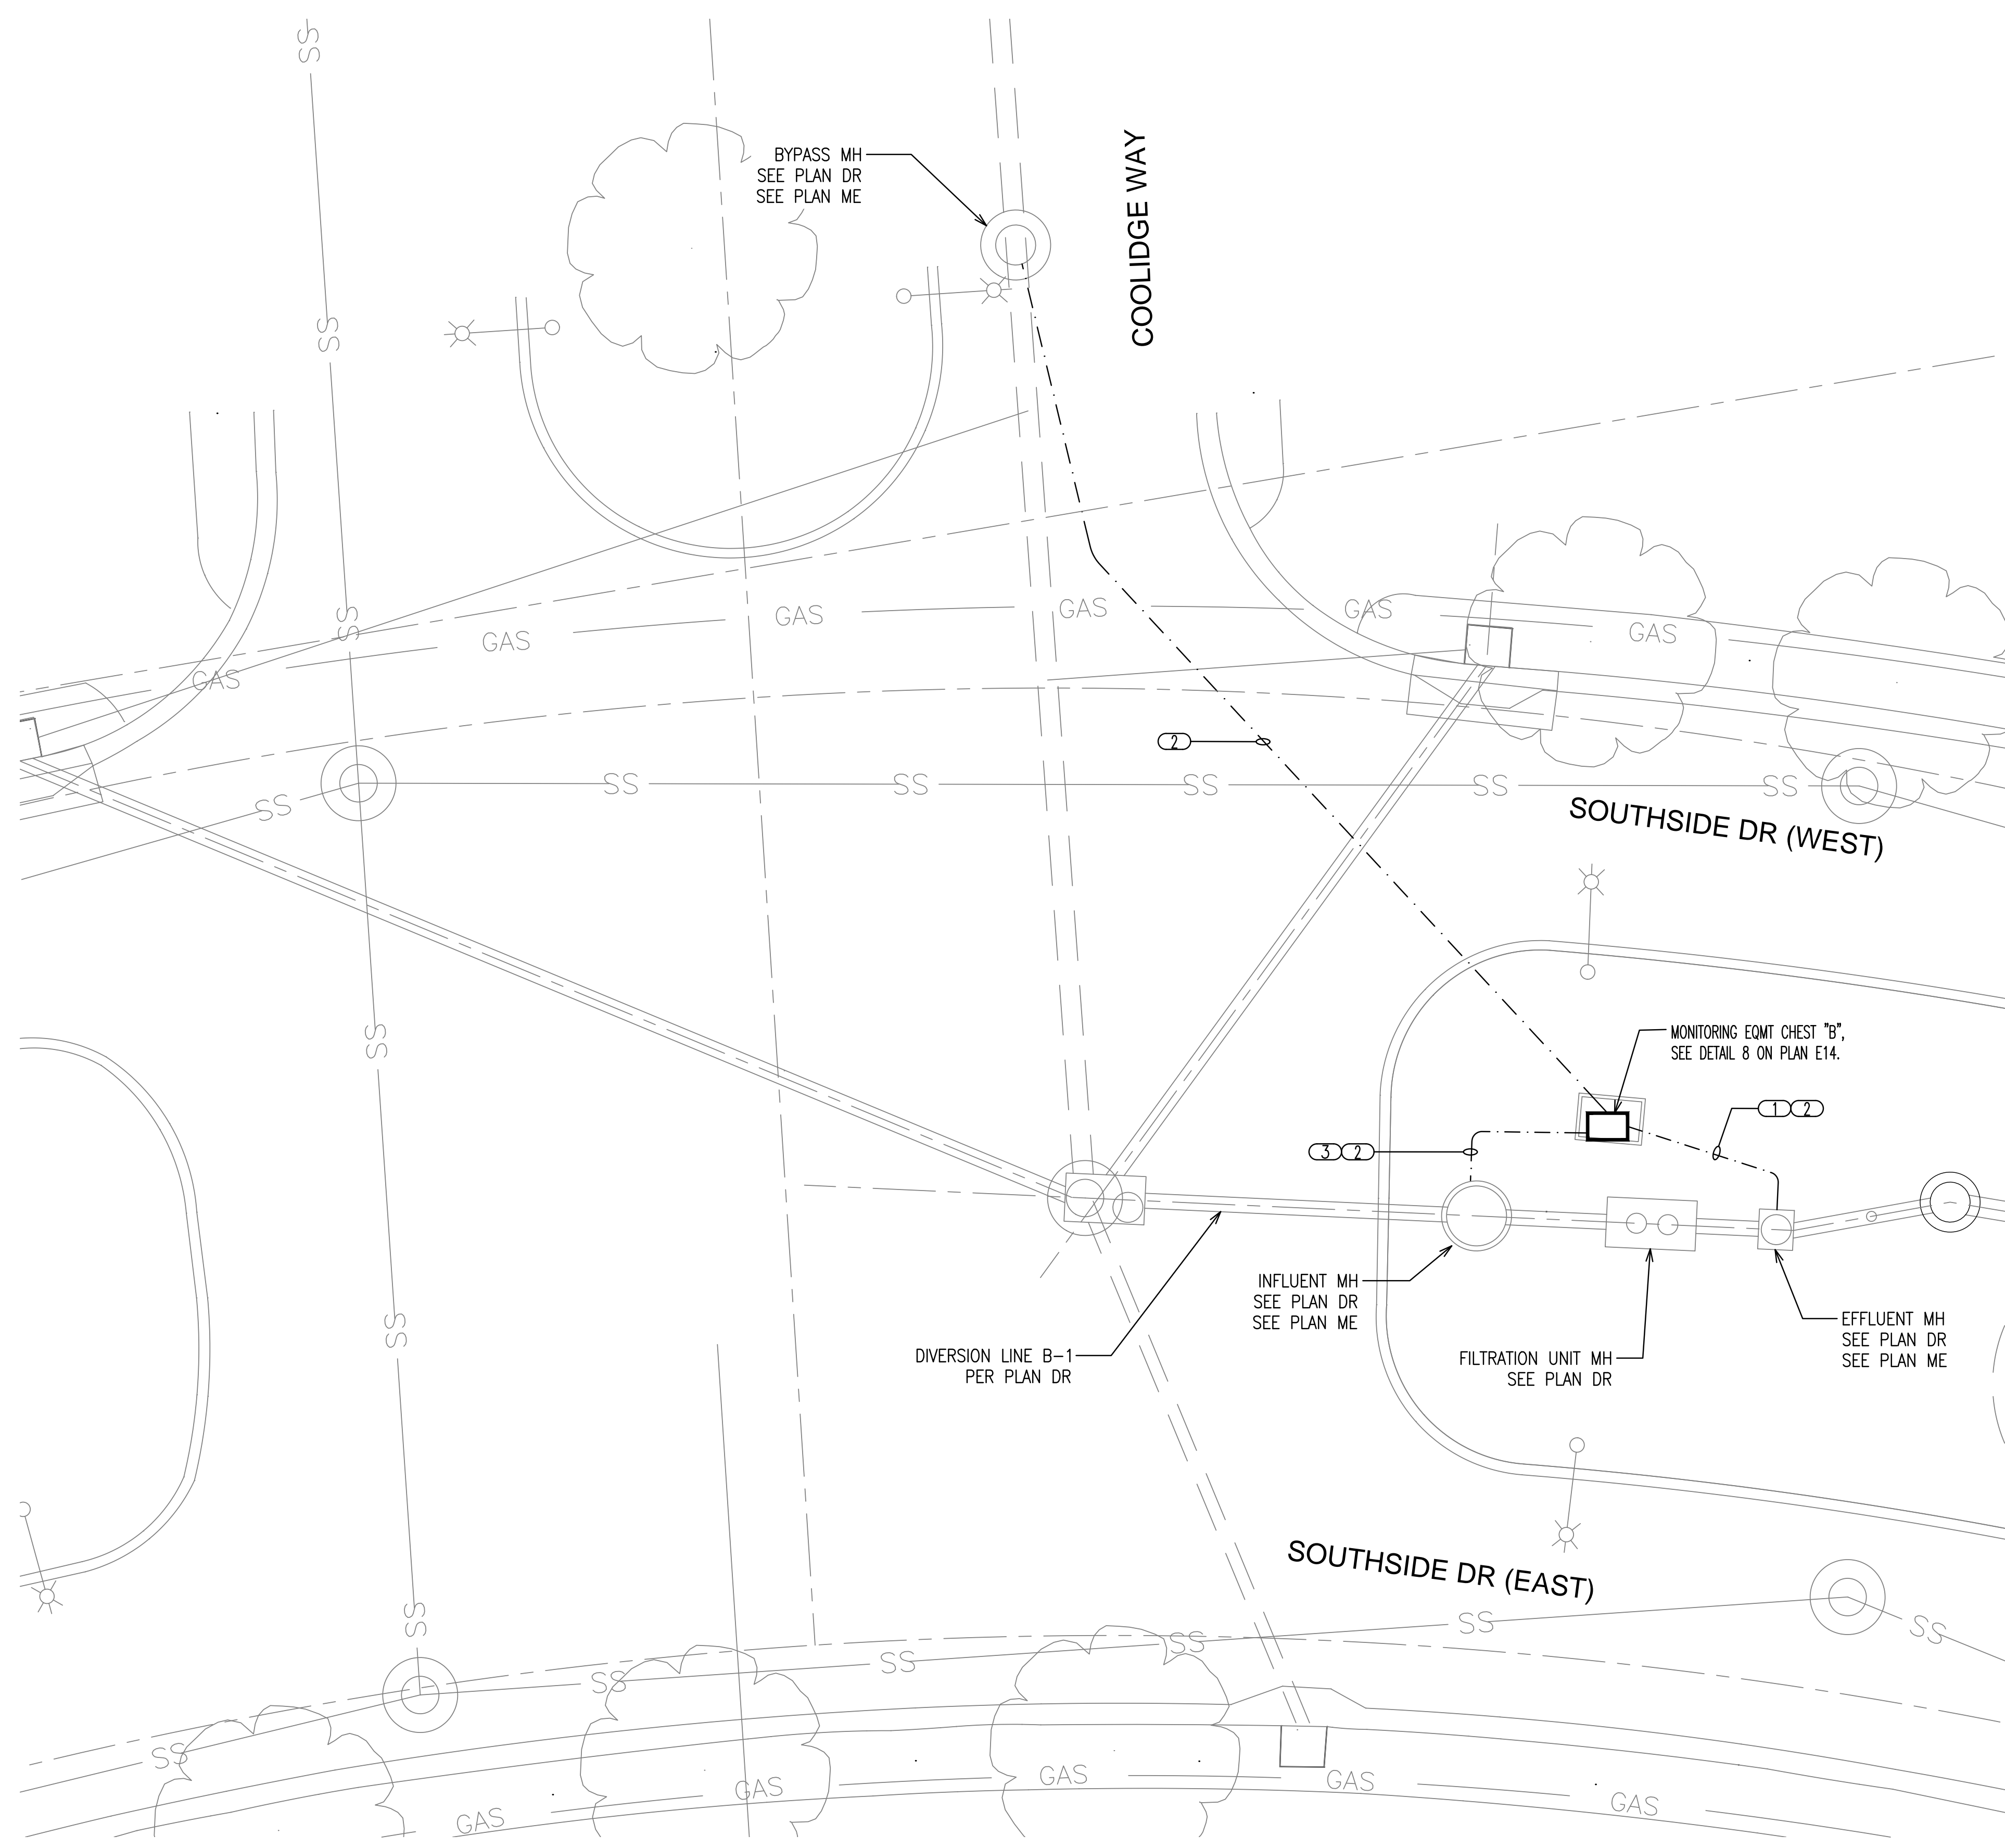 SS
BYPASS MH
SEE PLAN DR
SEE PLAN ME
COOLIDGE WAY
SS
SS
GAS
GAS
GAS
GAS
GAS
GAS
2
SS
SS
SS
SS
SS
SS
SOUTHSIDE DR (WEST)
SS
MONITORING EQMT CHEST "B",
SEE DETAIL 8 ON PLAN E14.
1 2
3 2
INFLUENT MH
SEE PLAN DR
SEE PLAN ME
EFFLUENT MH
SEE PLAN DR
SEE PLAN ME
DIVERSION LINE B-1
PER PLAN DR
FILTRATION UNIT MH
SEE PLAN DR
SS
SOUTHSIDE DR (EAST)
SS
SS
SS
SS
SS
SS
SS
GAS
GAS
GAS
GAS
GAS